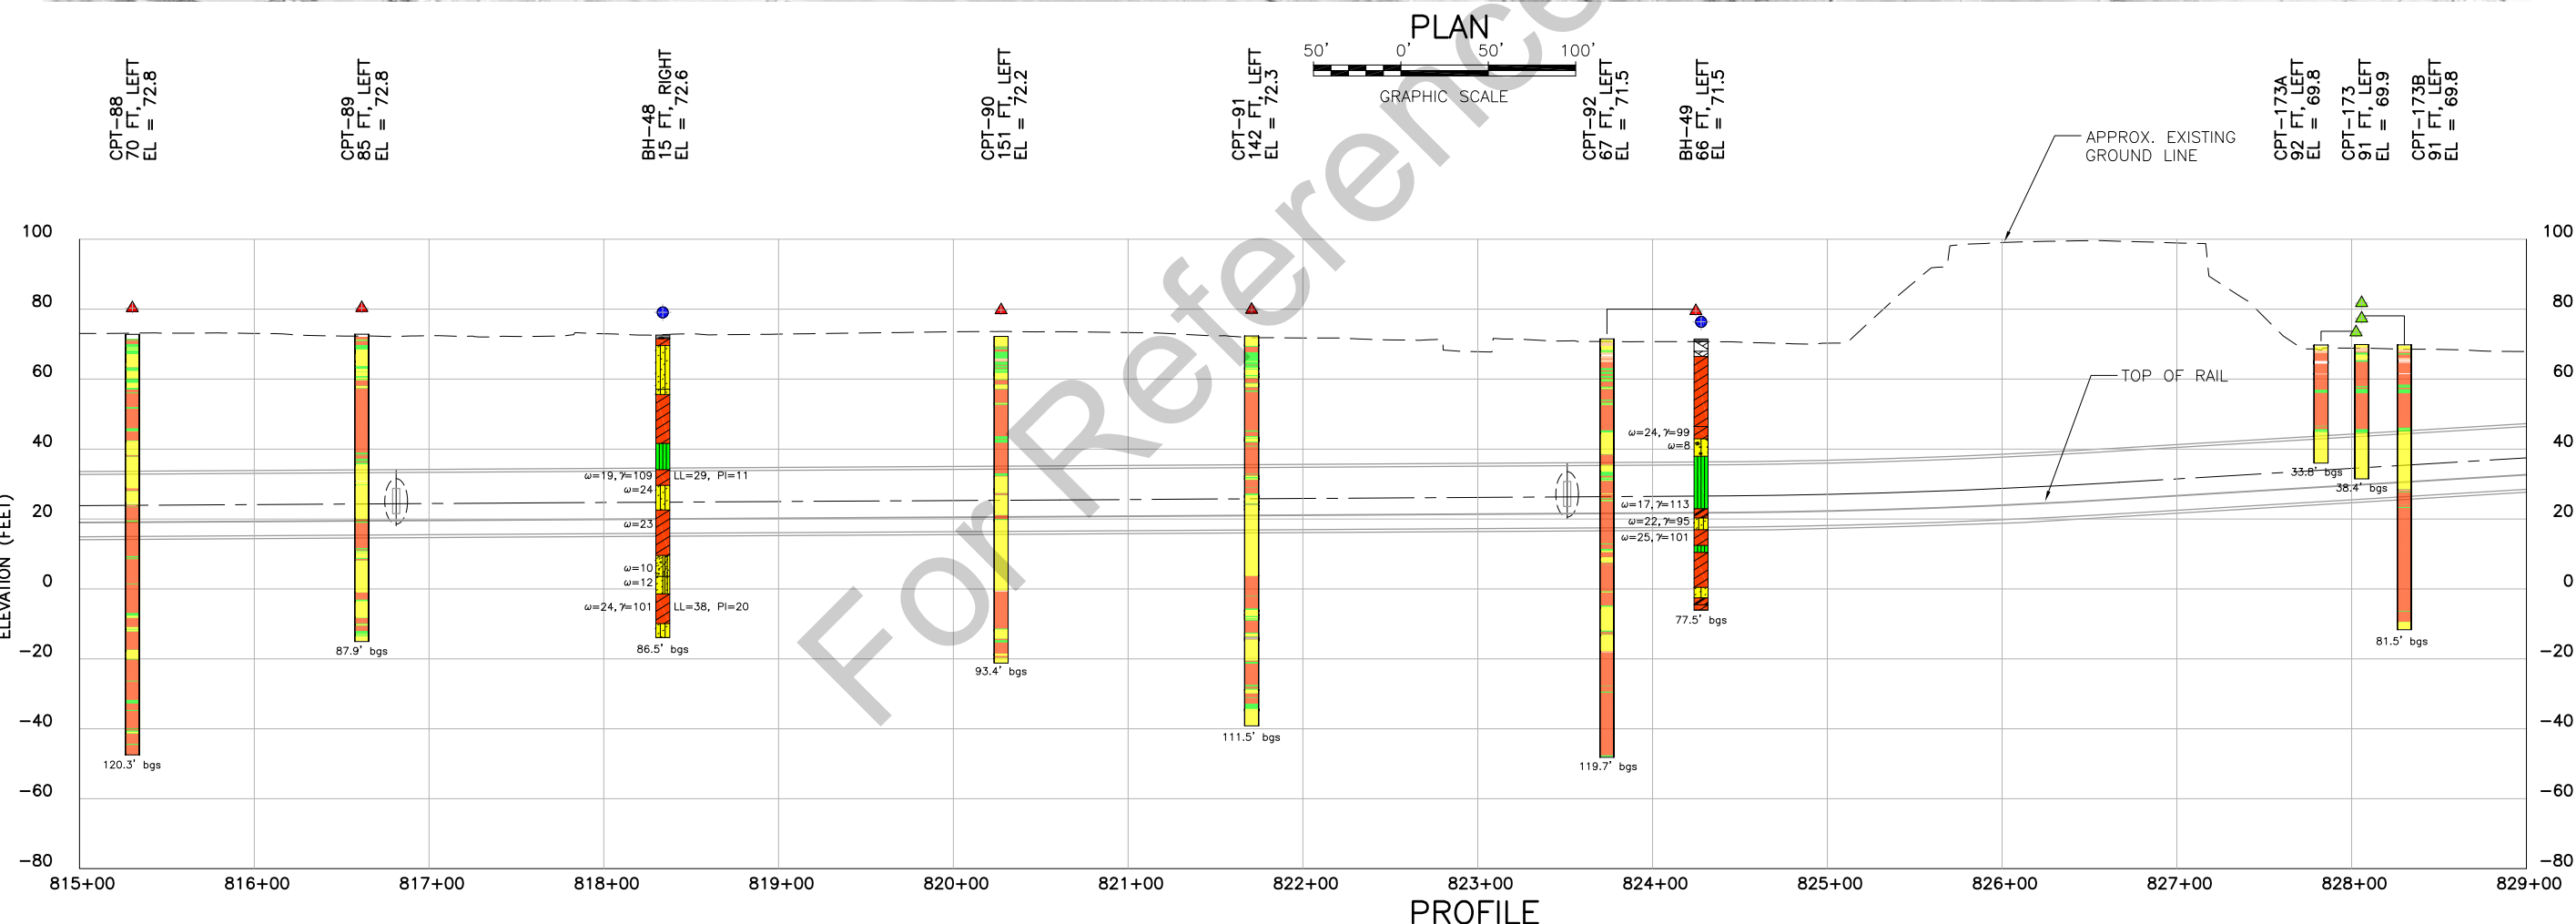 PLAN
50' 0' 50' 100'
GRAPHIC SCALE
CPT-88
70 FT, LEFT
EL = 72.8
CPT-89
85 FT, LEFT
EL = 72.8
BH-48
15 FT, RIGHT
EL = 72.6
CPT-90
151 FT, LEFT
EL = 72.2
CPT-91
142 FT, LEFT
EL = 72.3
CPT-92
67 FT, LEFT
EL = 71.5
BH-49
66 FT, LEFT
EL = 71.5
CPT-173A
92 FT, LEFT
EL = 69.8
CPT-173
91 FT, LEFT
EL = 69.9
CPT-173B
91 FT, LEFT
EL = 69.8
APPROX. EXISTING
GROUND LINE
TOP OF RAIL
For Reference
ELEVATION (FEET)
100 100
80 80
60 60
40 40
20 20
0 0
-20 -20
-40 -40
-60 -60
-80 -80
ω=19,γ=109 LL=29, PI=11
ω=24
ω=23
ω=10
ω=12
ω=24,γ=101 LL=38, PI=20
ω=24,γ=99
ω=8
ω=17,γ=113
ω=22,γ=95
ω=25,γ=101
120.3' bgs
87.9' bgs
86.5' bgs
93.4' bgs
111.5' bgs
119.7' bgs
77.5' bgs
33.8' bgs
38.4' bgs
81.5' bgs
815+00 816+00 817+00 818+00 819+00 820+00 821+00 822+00 823+00 824+00 825+00 826+00 827+00 828+00 829+00
PROFILE